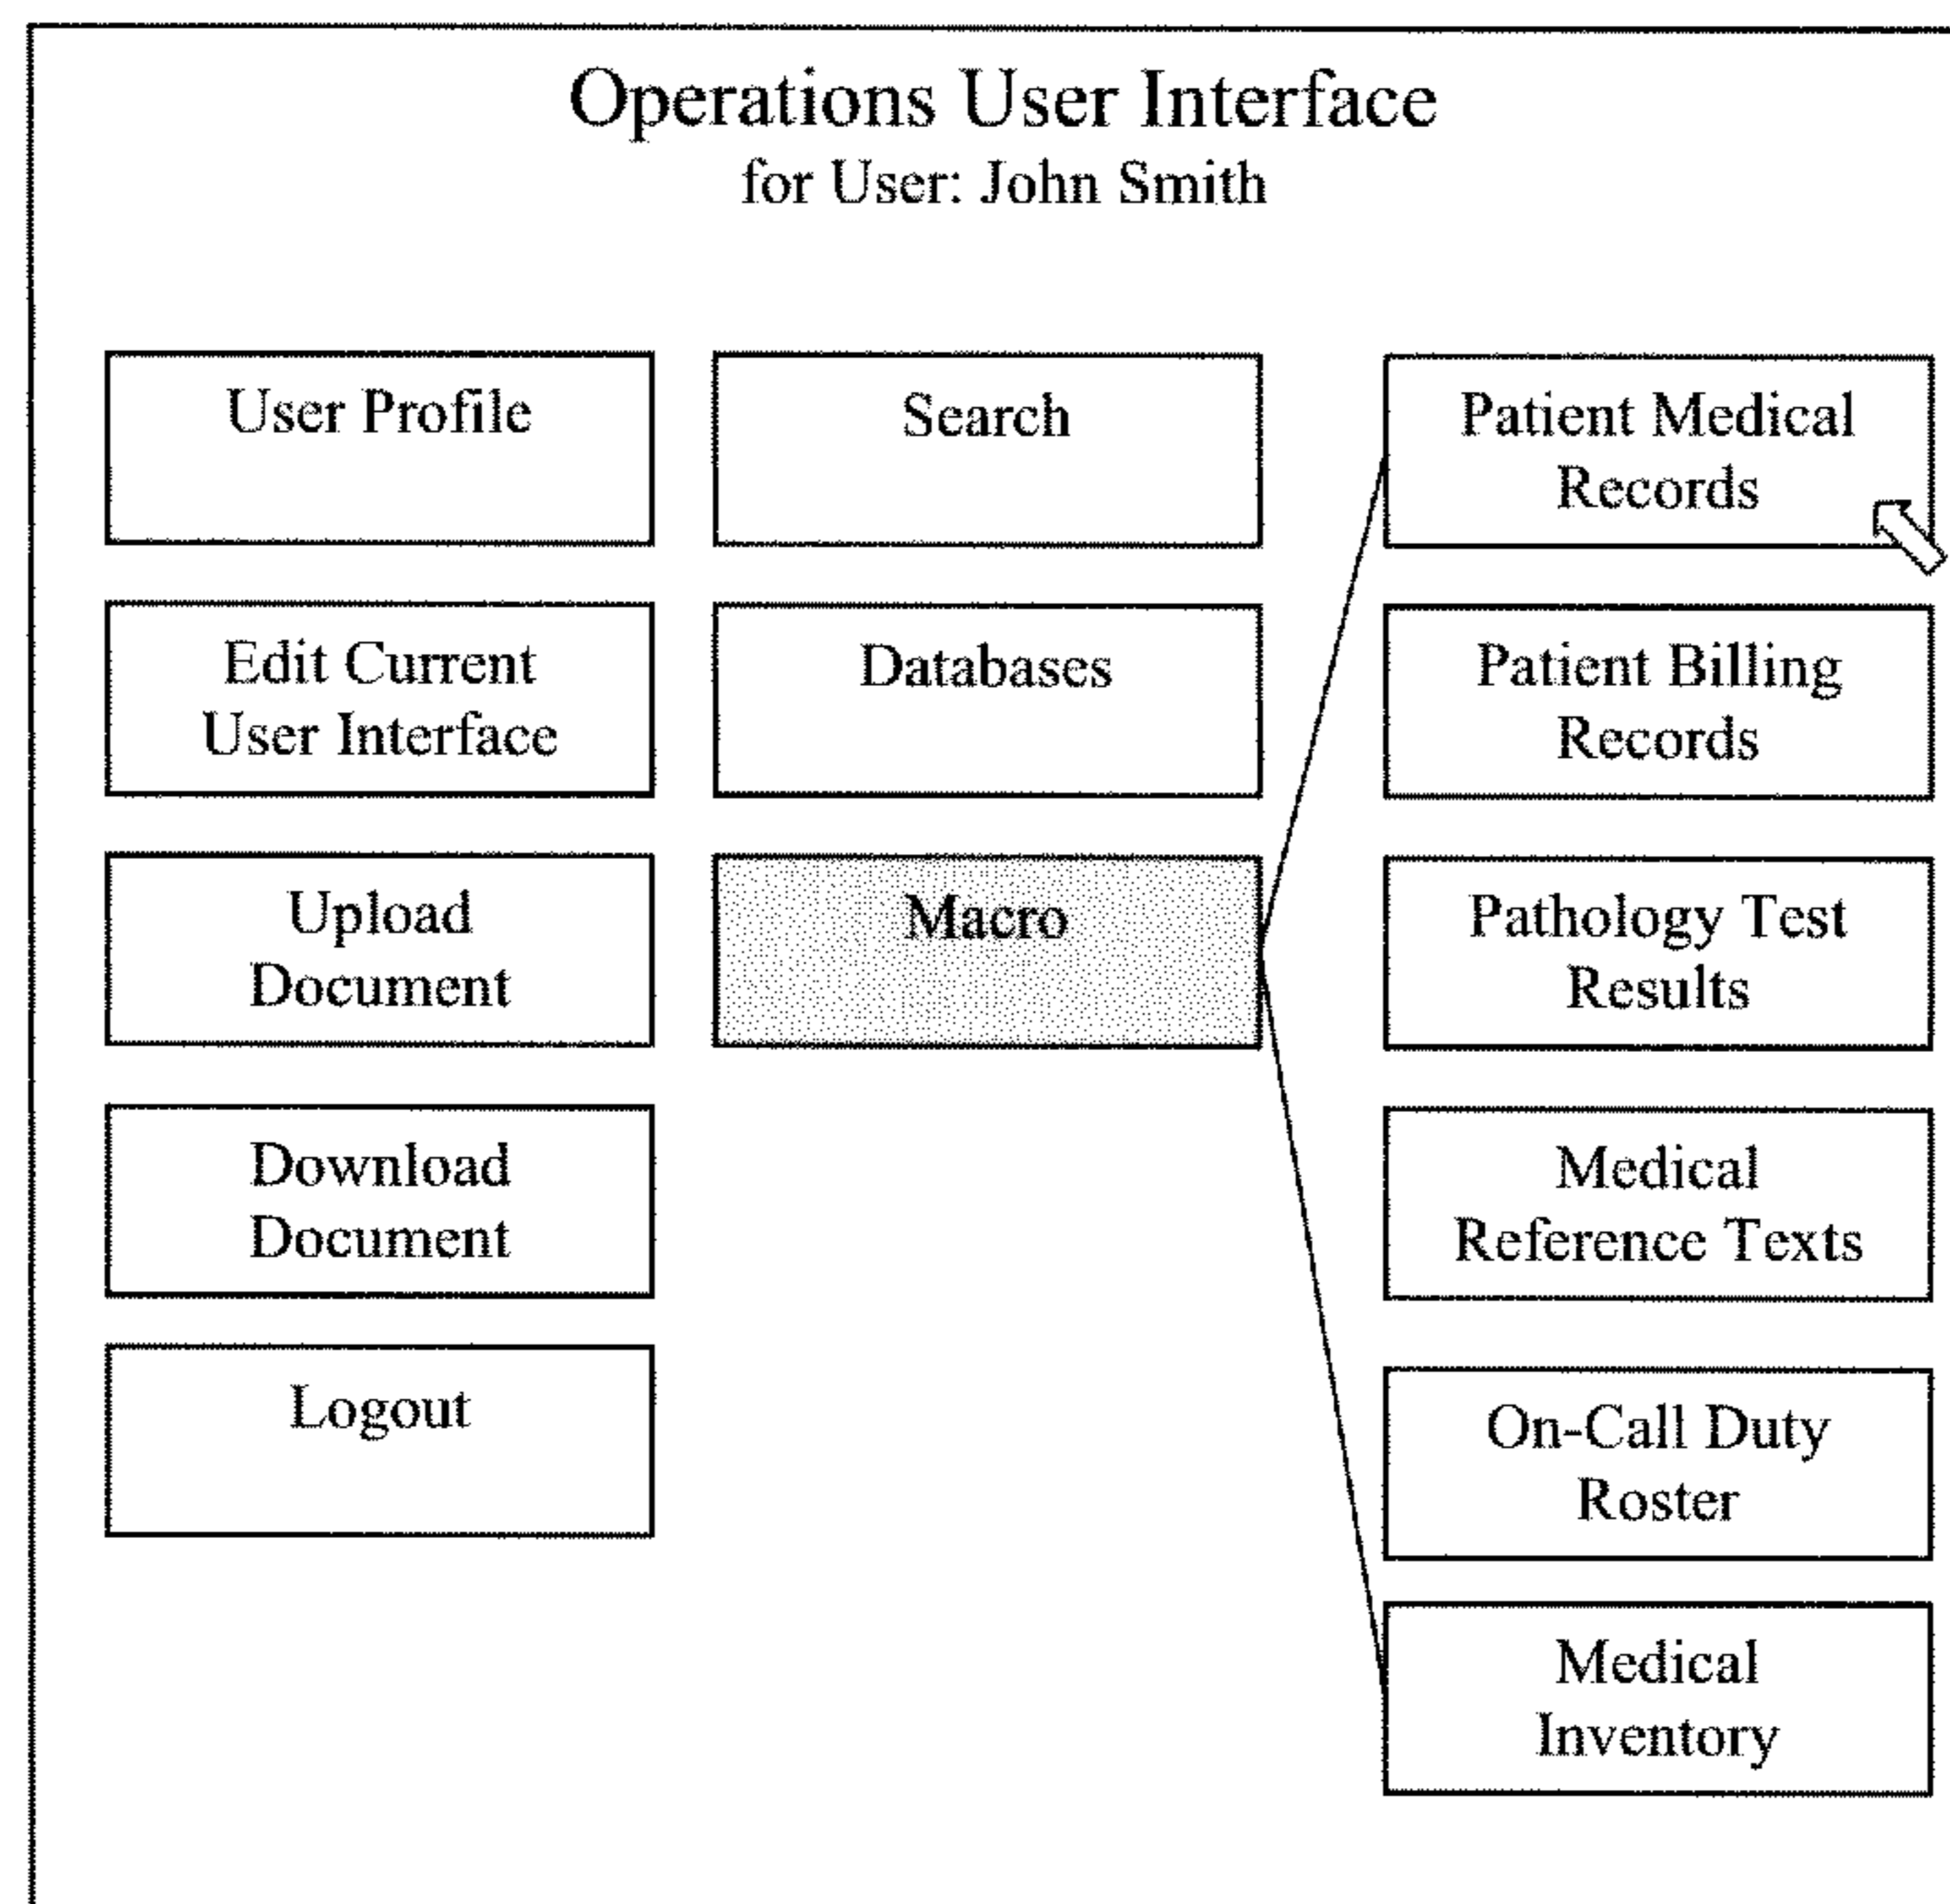 Operations User Interface
for User: John Smith
User Profile
Edit Current
User Interface
Upload
Document
Download
Document
Logout
Search
Databases
Macro
Patient Medical
Records
Patient Billing
Records
Pathology Test
Results
Medical
Reference Texts
On-Call Duty
Roster
Medical
Inventory